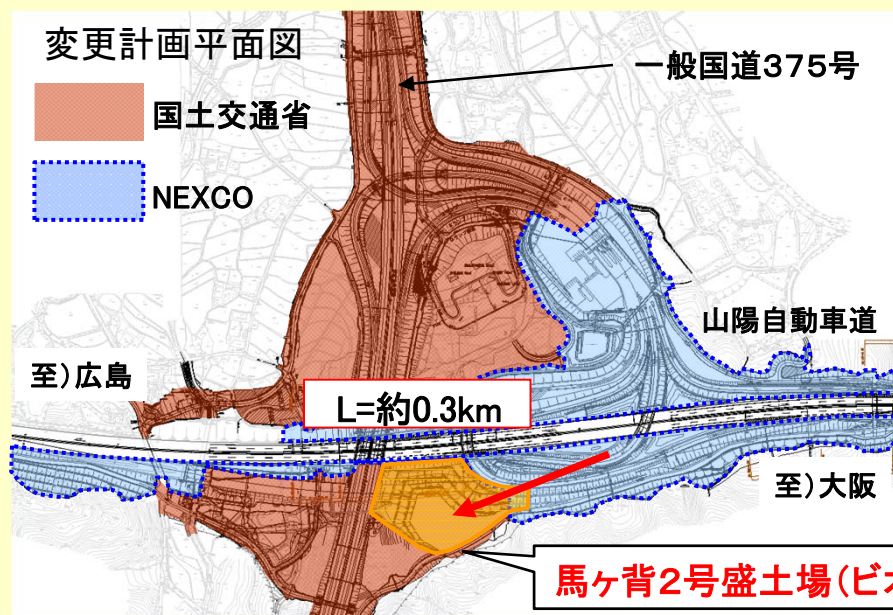 変更計画平面図
国土交通省
NEXCO
一般国道375号
山陽自動車道
至）広島
L=約0.3km
至）大阪
馬ヶ背2号盛土場（ビ